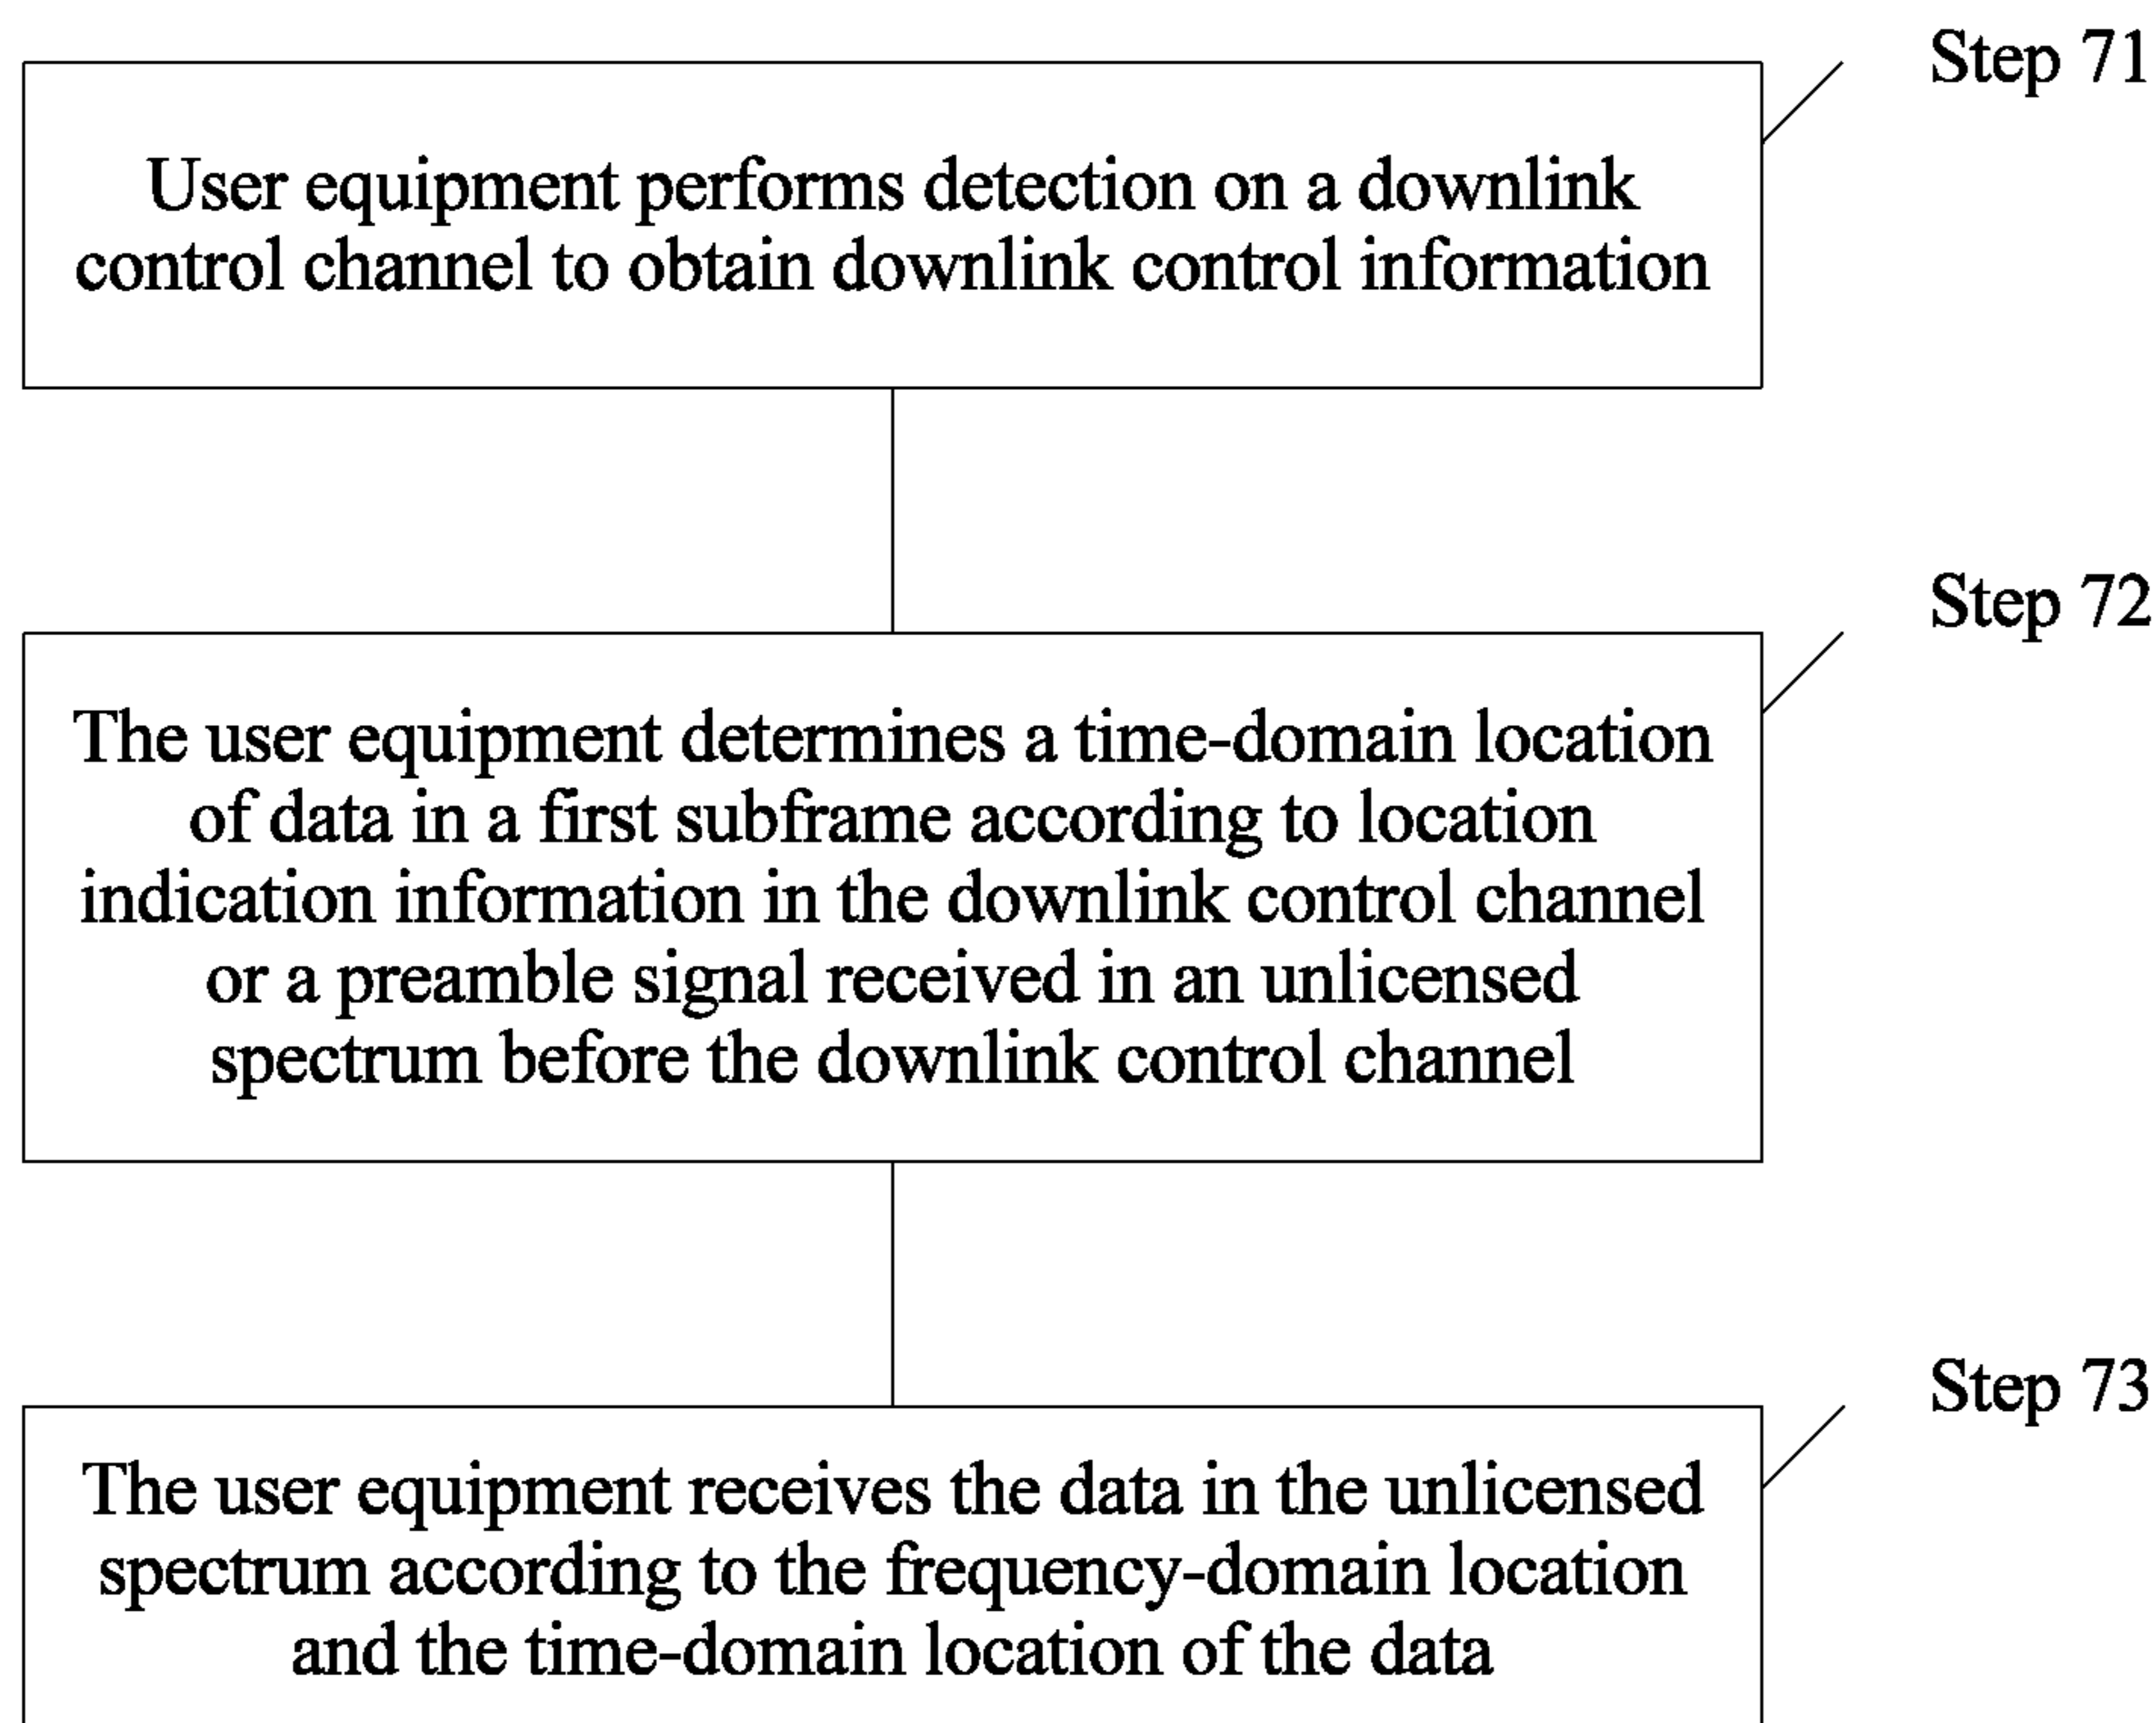 Step 71
User equipment performs detection on a downlink
control channel to obtain downlink control information
Step 72
The user equipment determines a time-domain location
of data in a first subframe according to location
indication information in the downlink control channel
or a preamble signal received in an unlicensed
spectrum before the downlink control channel
Step 73
The user equipment receives the data in the unlicensed
spectrum according to the frequency-domain location
and the time-domain location of the data